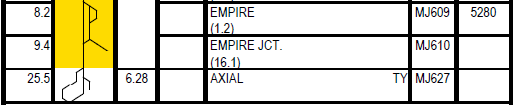 8.2 EMPIRE MJ609 5280
(1.2)
9.4 EMPIRE JCT. MJ610
(16.1)
25.5 6.28 AXIAL TY MJ627